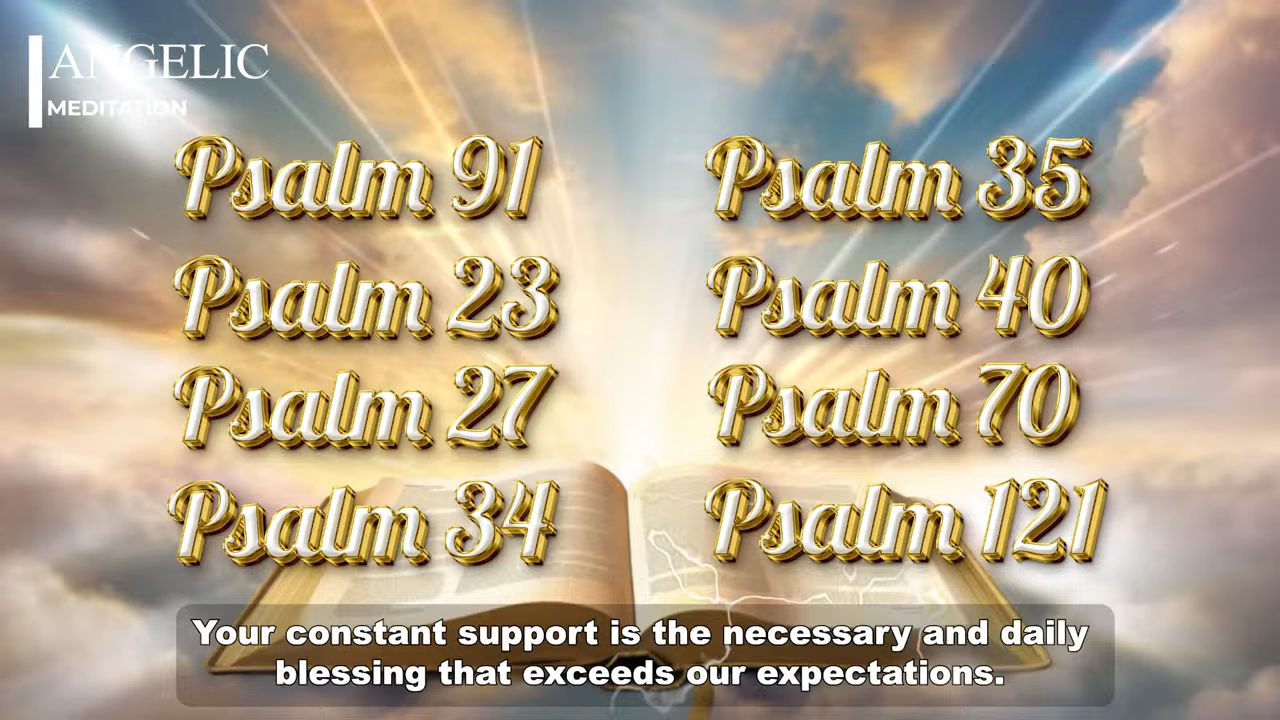 ANGELIC
MEDITATION
Psalm 91
Psalm 23
Psalm 27
Psalm 34
Psalm 35
Psalm 40
Psalm 70
Psalm 121
Your constant support is the necessary and daily
blessing that exceeds our expectations.